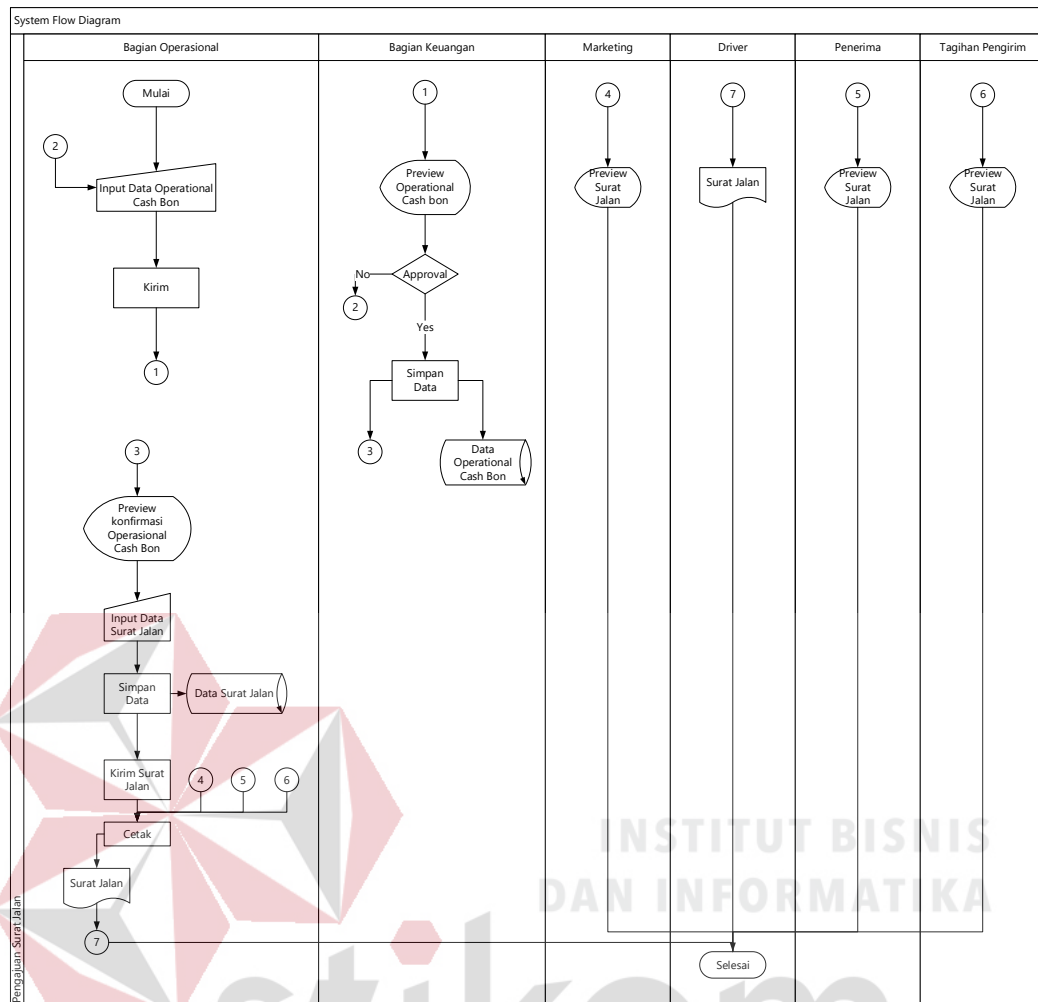 System Flow Diagram
Bagian Operasional
Bagian Keuangan
Marketing
Driver
Penerima
Tagihan Pengirim
Mulai
2
Input Data Operational
Cash Bon
Kirim
1
3
Preview
konfirmasi
Operasional
Cash Bon
Input Data
Surat Jalan
Simpan
Data
Data Surat Jalan
Kirim Surat
Jalan
4
5
6
Cetak
Surat Jalan
7
1
Preview
Operational
Cash bon
Approval
No
2
Yes
Simpan
Data
3
Data
Operational
Cash Bon
4
Preview
Surat
Jalan
7
Surat Jalan
5
Preview
Surat
Jalan
6
Preview
Surat
Jalan
Selesai
Pengajuan Surat Jalan
INSTITUT BISNIS
DAN INFORMATIKA
stikom